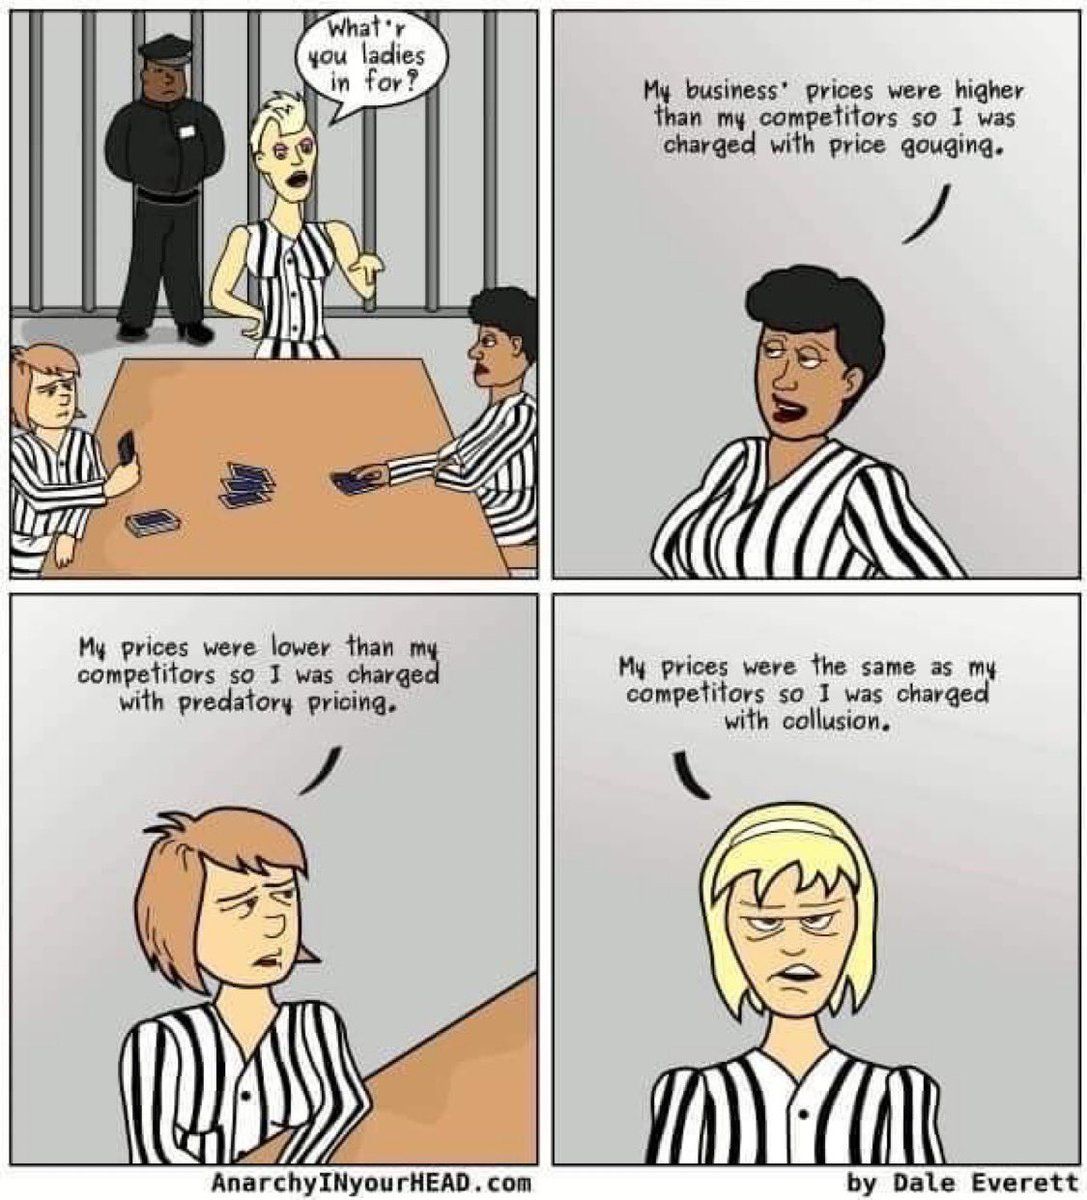 What'r
you ladies
in for?
My business' prices were higher
than my competitors so I was
charged with price gouging.
My prices were lower than my
competitors so I was charged
with predatory pricing.
My prices were the same as my
competitors so I was charged
with collusion.
AnarchyINyourHEAD.com
by Dale Everett